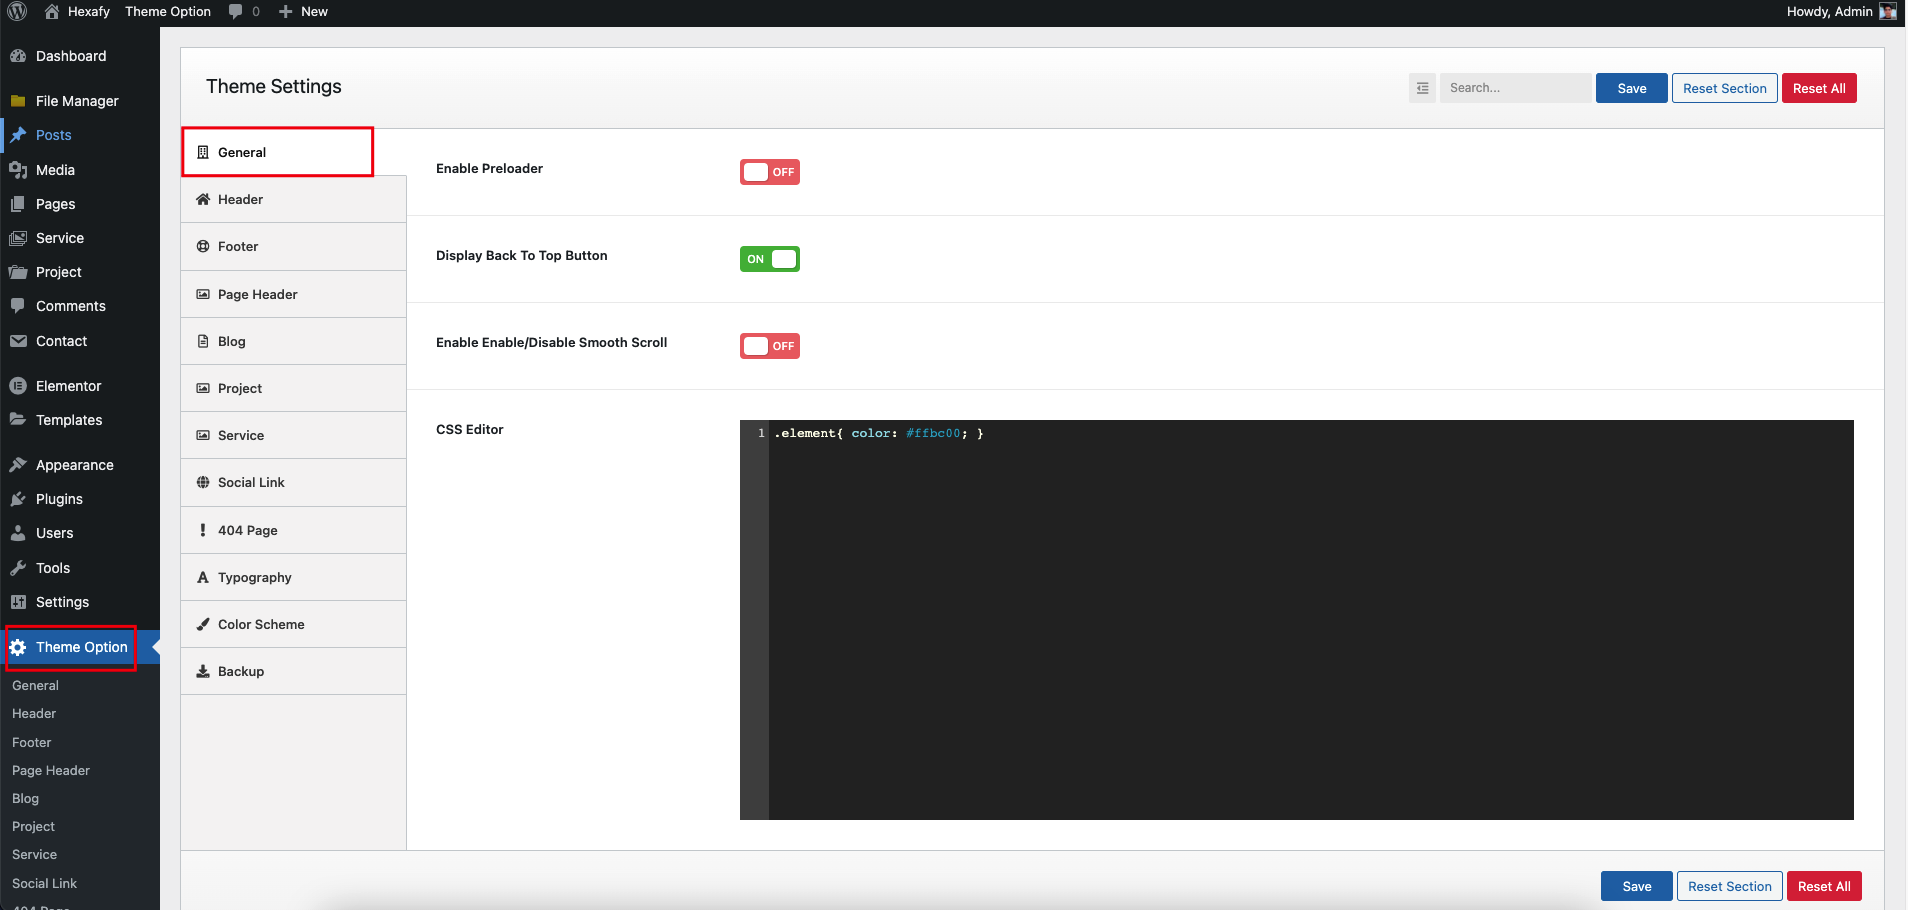 Hexafy Theme Option 0 New
Howdy, Admin
Dashboard
File Manager
Posts
Media
Pages
Service
Project
Comments
Contact
Elementor
Templates
Appearance
Plugins
Users
Tools
Settings
Theme Option
General
Header
Footer
Page Header
Blog
Project
Service
Social Link
404 Page
Theme Settings
Search...
Save
Reset Section
Reset All
General
Header
Footer
Page Header
Blog
Project
Service
Social Link
404 Page
Typography
Color Scheme
Backup
Enable Preloader
OFF
Display Back To Top Button
ON
Enable Enable/Disable Smooth Scroll
OFF
CSS Editor
1 .element{ color: #ffbc00; }
Save
Reset Section
Reset All